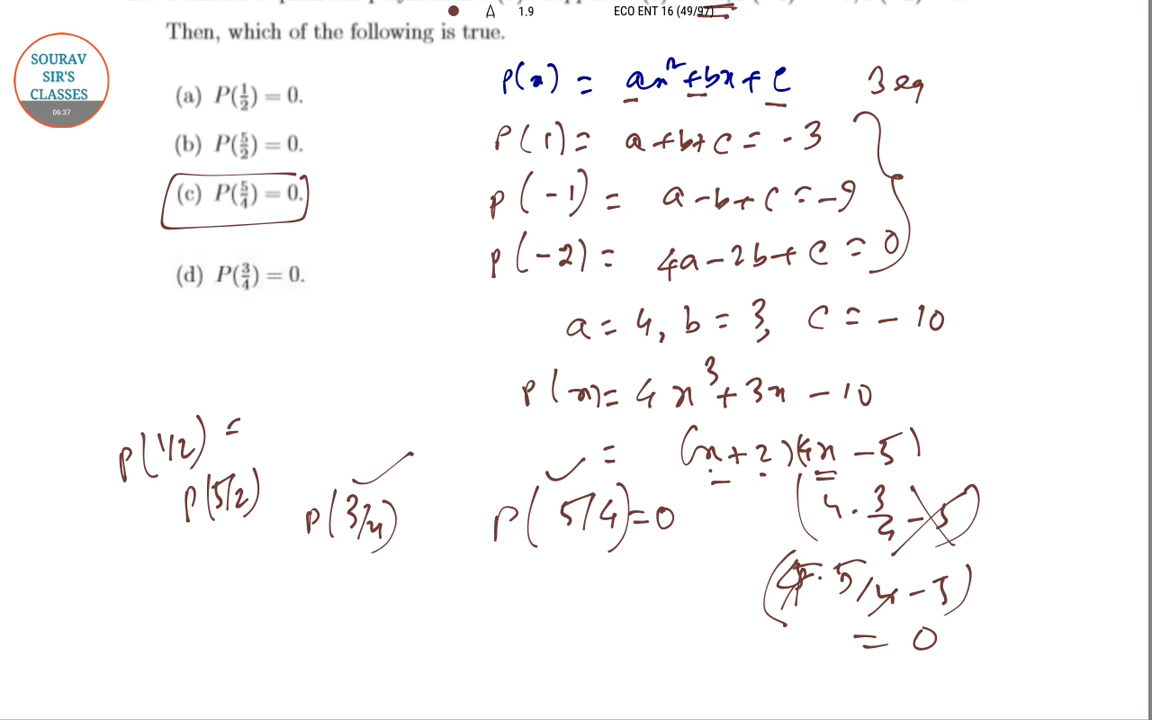 1.9
ECO ENT 16 (49/97)
Then, which of the following is true.
SOURAV
SIR'S
CLASSES
06:37
(a) P(1/2) = 0.
(b) P(5/2) = 0.
(c) P(5/4) = 0.
(d) P(3/4) = 0.
P(x) = ax²+bx+c
3 eq
P(1) = a+b+c = -3
P(-1) = a-b+c = -9
P(-2) = 4a-2b+c = 0
a = 4, b = 3, c = -10
P(x) = 4x³+3x-10
= (x+2)(4x-5)
P(1/2) =
P(5/2)
P(3/4)
P(5/4)=0
(4.3/4-5)
(4.5/4-5)
= 0